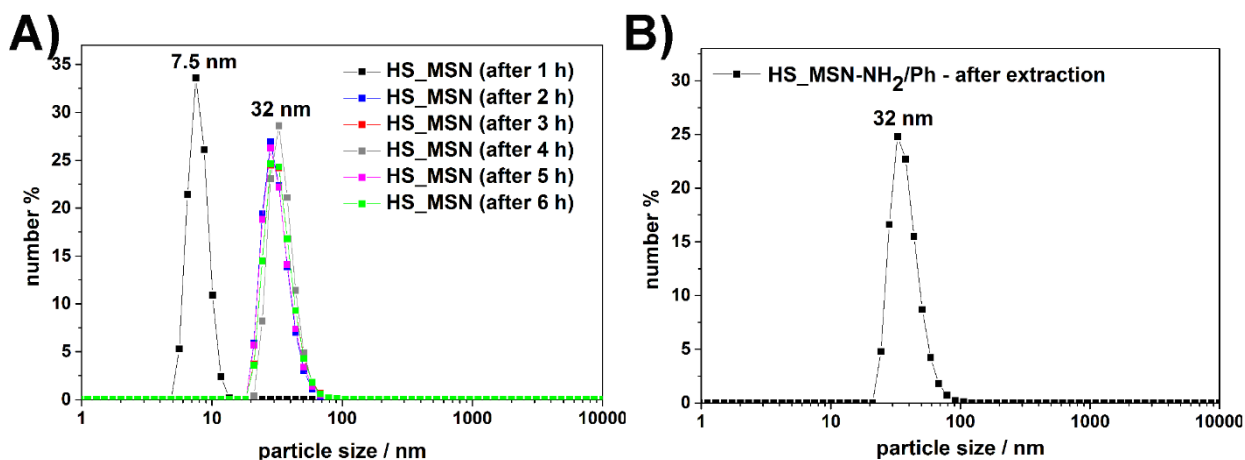 A)
7.5 nm
32 nm
HS_MSN (after 1 h)
HS_MSN (after 2 h)
HS_MSN (after 3 h)
HS_MSN (after 4 h)
HS_MSN (after 5 h)
HS_MSN (after 6 h)
number %
35
30
25
20
15
10
5
0
1
10
100
1000
10000
particle size / nm
B)
HS_MSN-NH₂/Ph - after extraction
32 nm
number %
30
25
20
15
10
5
0
1
10
100
1000
10000
particle size / nm